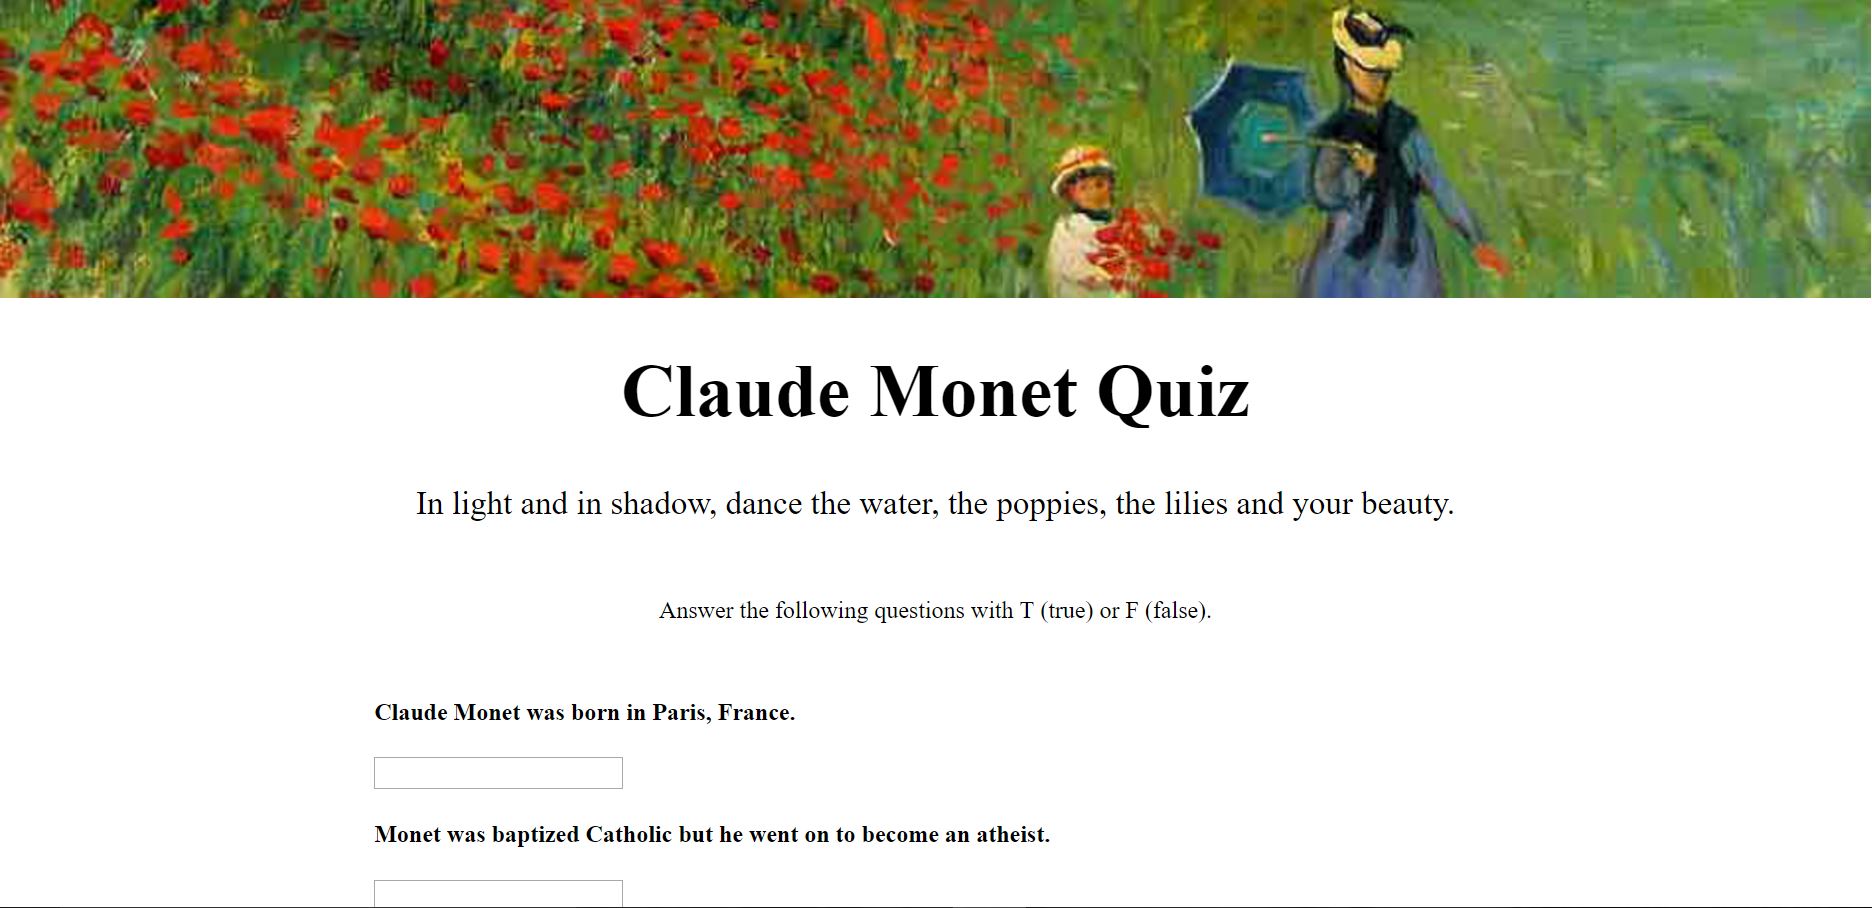 Claude Monet Quiz
In light and in shadow, dance the water, the poppies, the lilies and your beauty.
Answer the following questions with T (true) or F (false).
Claude Monet was born in Paris, France.
Monet was baptized Catholic but he went on to become an atheist.